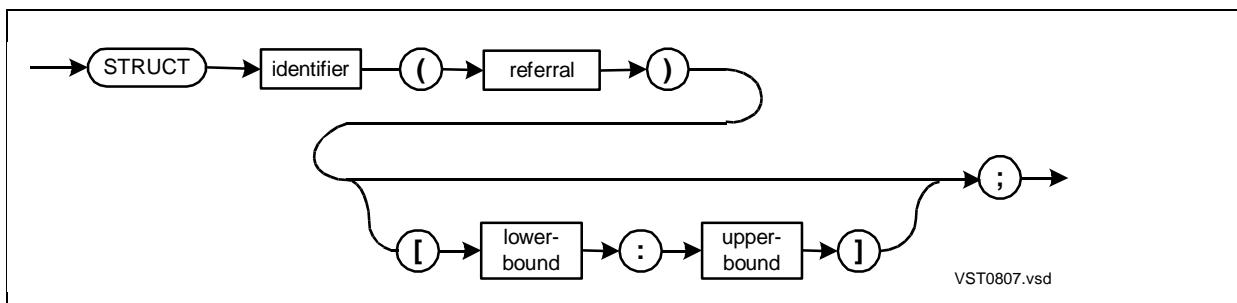 STRUCT identifier ( referral )
[ lower-bound : upper-bound ] ;
VST0807.vsd